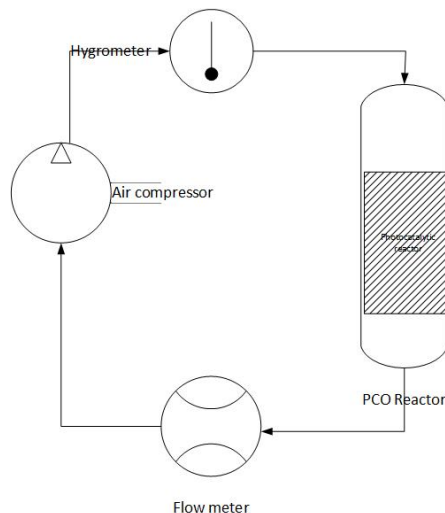 Hygrometer
Air compressor
Photocatalytic
reactor
PCO Reactor
Flow meter